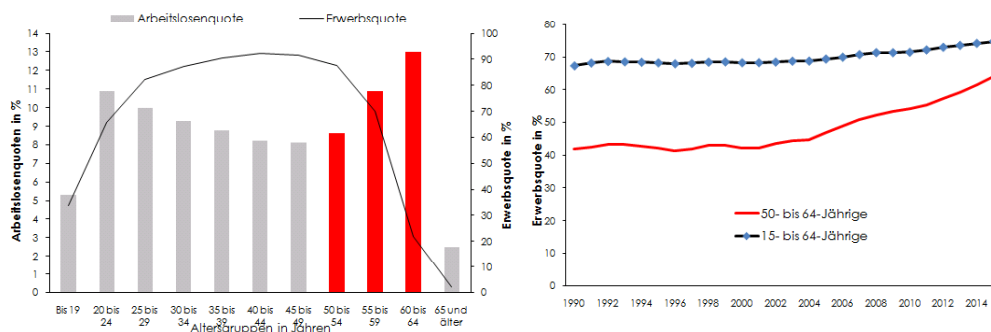 Arbeitslosenquote
Erwerbsquote
Arbeitslosenquoten in %
14
13
12
11
10
9
8
7
6
5
4
3
2
1
0
100
90
80
70
60
50
40
30
20
10
0
Erwerbsquote in %
Bis 19
20 bis 24
25 bis 29
30 bis 34
35 bis 39
40 bis 44
45 bis 49
50 bis 54
55 bis 59
60 bis 64
65 und älter
Altersgruppen in Jahren
Erwerbsquote in %
80
70
60
50
40
30
20
10
0
50- bis 64-Jährige
15- bis 64-Jährige
1990
1992
1994
1996
1998
2000
2002
2004
2006
2008
2010
2012
2014